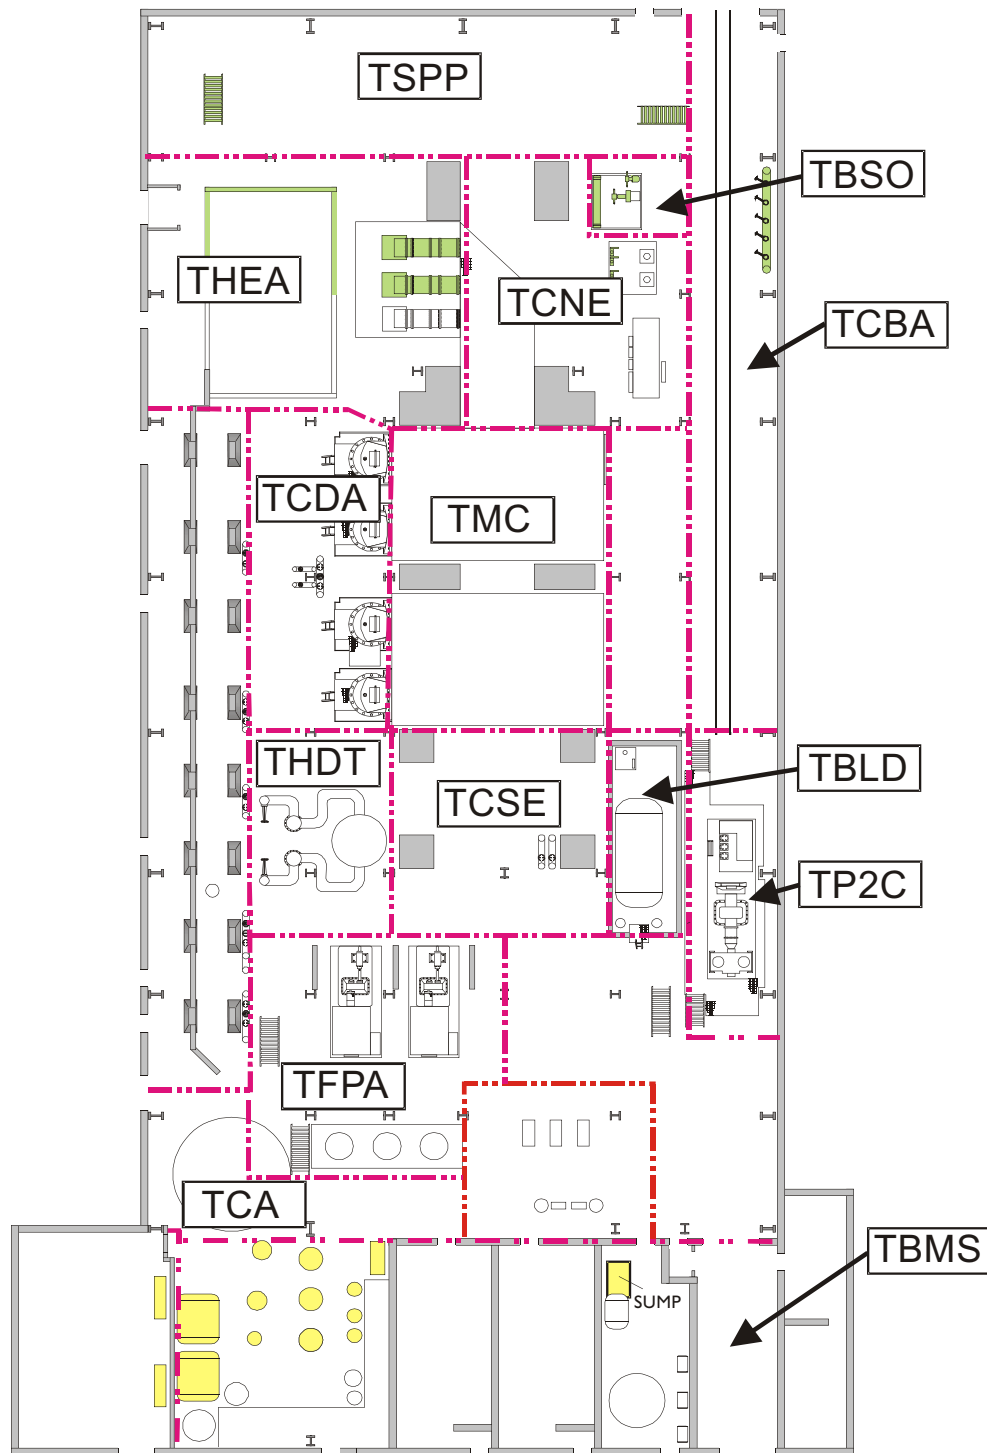 TSPP
TBSO
THEA
TCNE
TCBA
TCDA
TMC
THDT
TCSE
TBLD
TP2C
TFPA
TCA
TBMS
SUMP